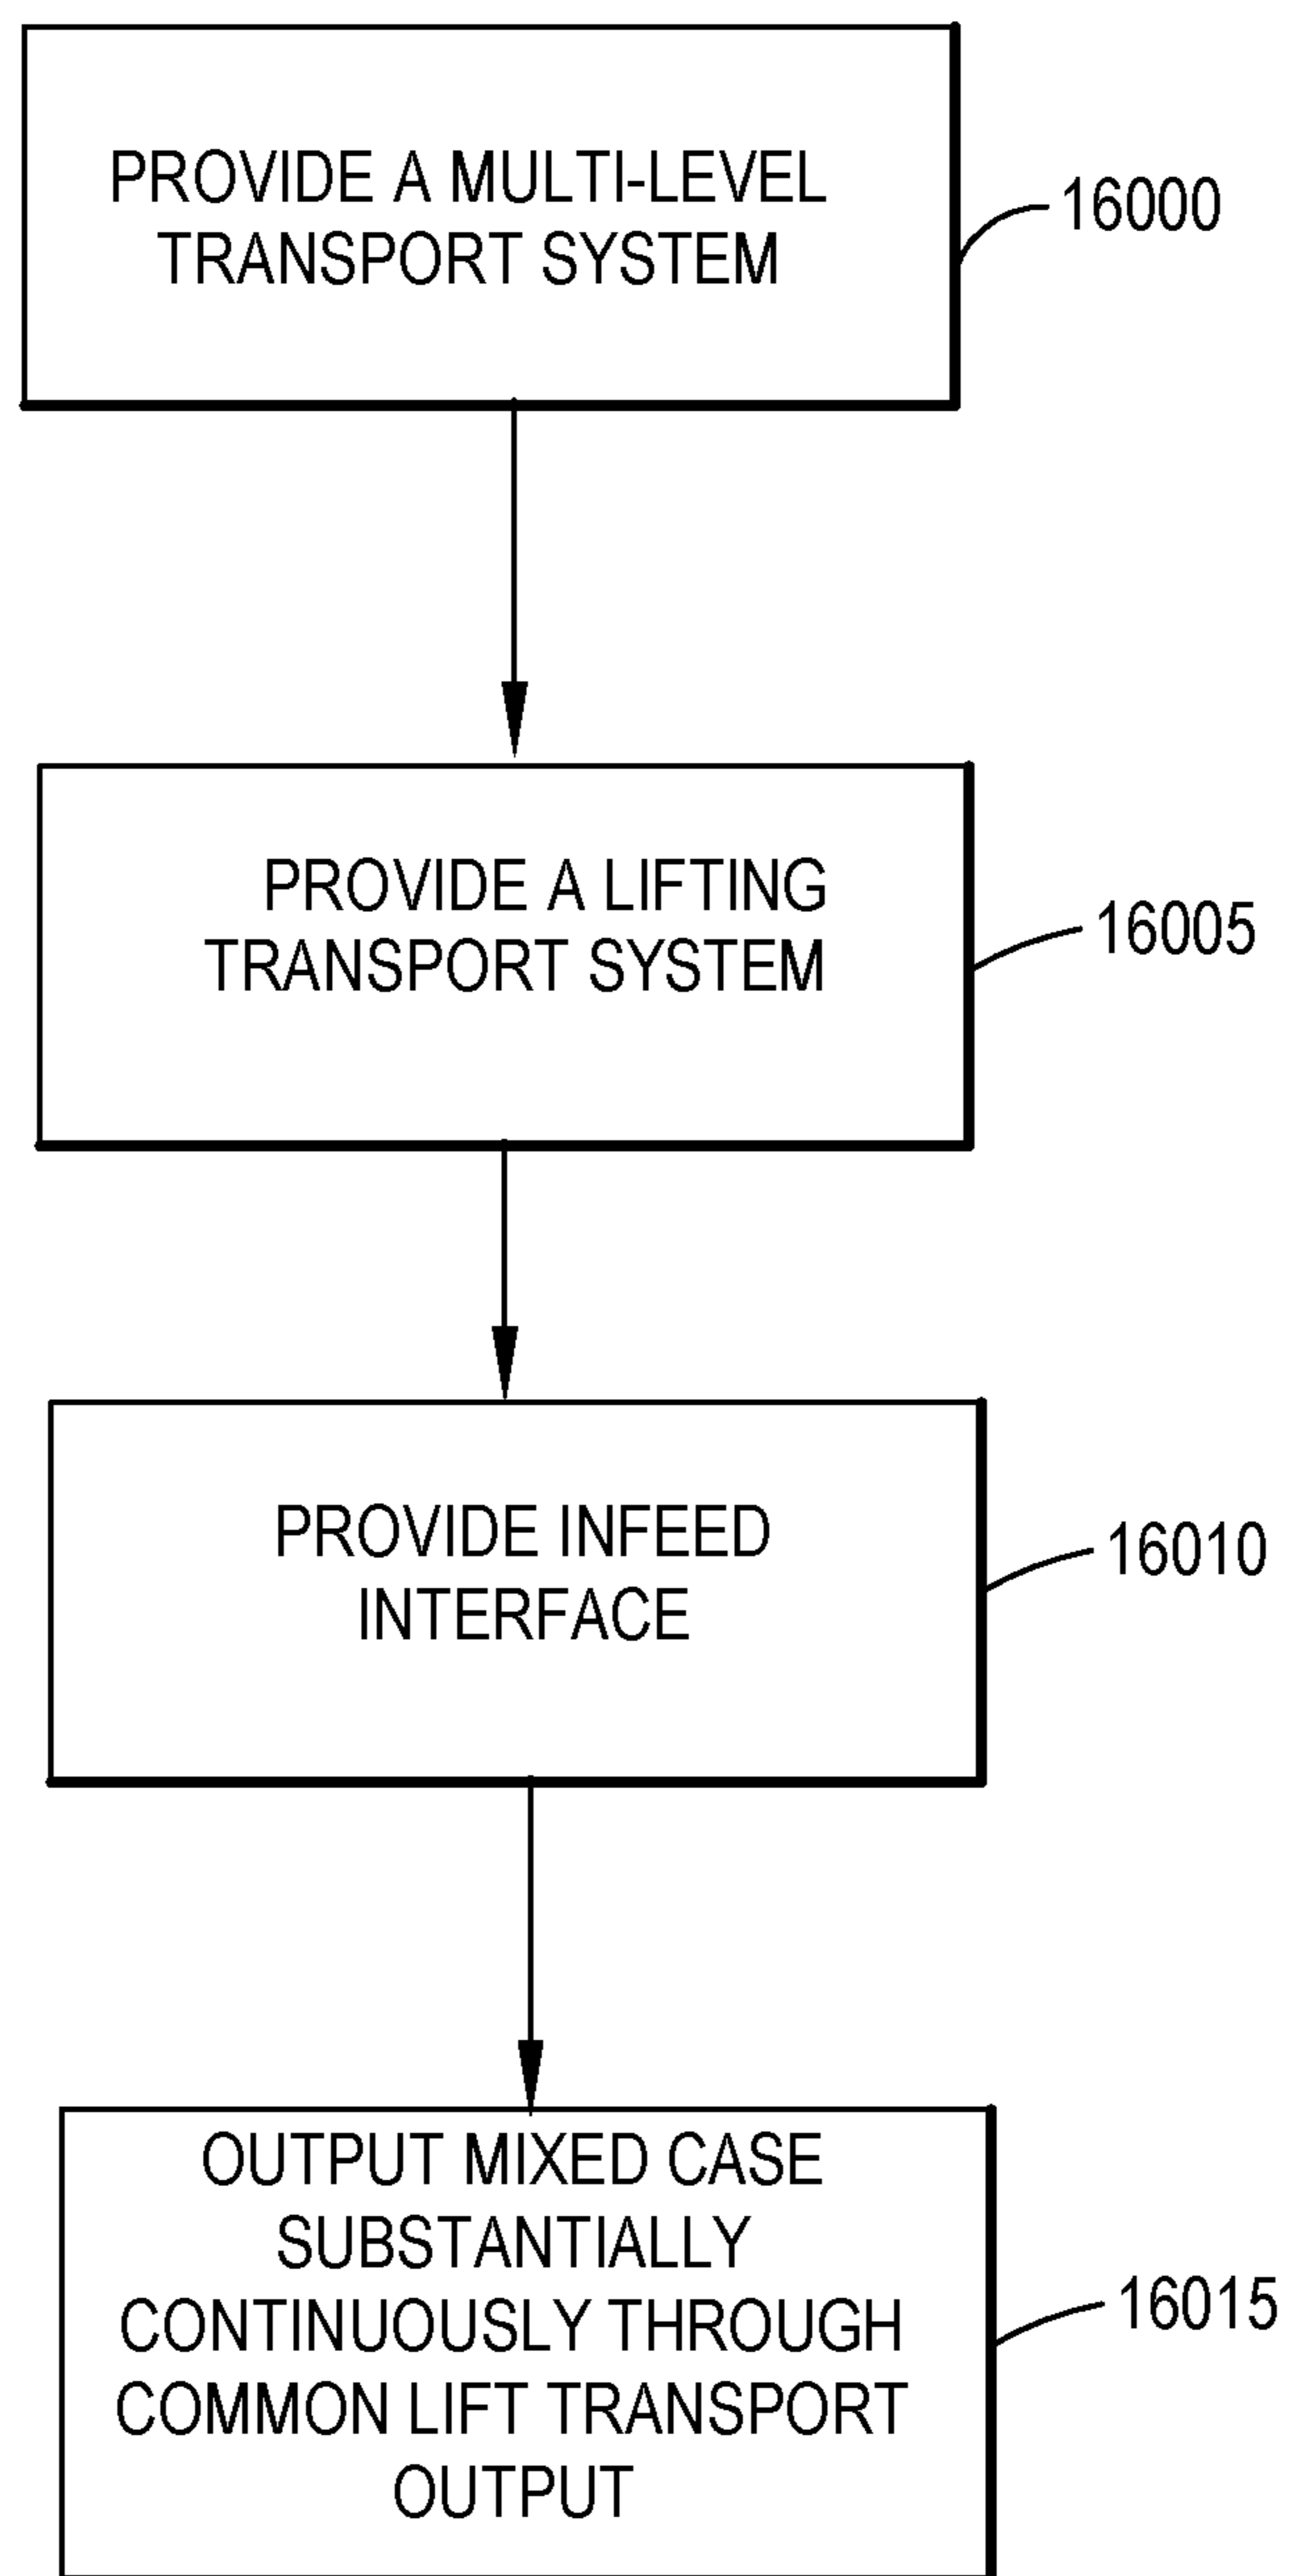 PROVIDE A MULTI-LEVEL
TRANSPORT SYSTEM
16000
PROVIDE A LIFTING
TRANSPORT SYSTEM
16005
PROVIDE INFEED
INTERFACE
16010
OUTPUT MIXED CASE
SUBSTANTIALLY
CONTINUOUSLY THROUGH
COMMON LIFT TRANSPORT
OUTPUT
16015